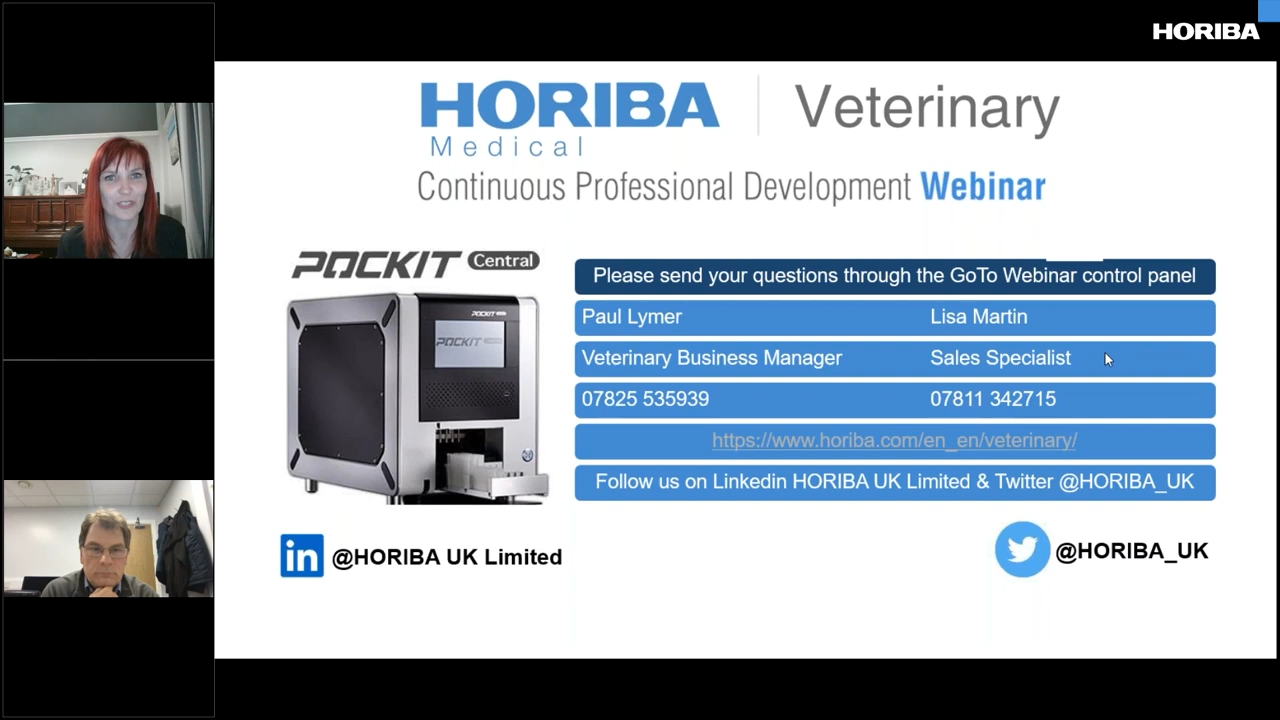 HORIBA
HORIBA Veterinary
Medical
Continuous Professional Development Webinar
POCKIT Central
Please send your questions through the GoTo Webinar control panel
Paul Lymer Lisa Martin
Veterinary Business Manager Sales Specialist
07825 535939 07811 342715
https://www.horiba.com/en_en/veterinary/
Follow us on Linkedin HORIBA UK Limited & Twitter @HORIBA_UK
POCKIT
POCKIT
in @HORIBA UK Limited
@HORIBA_UK